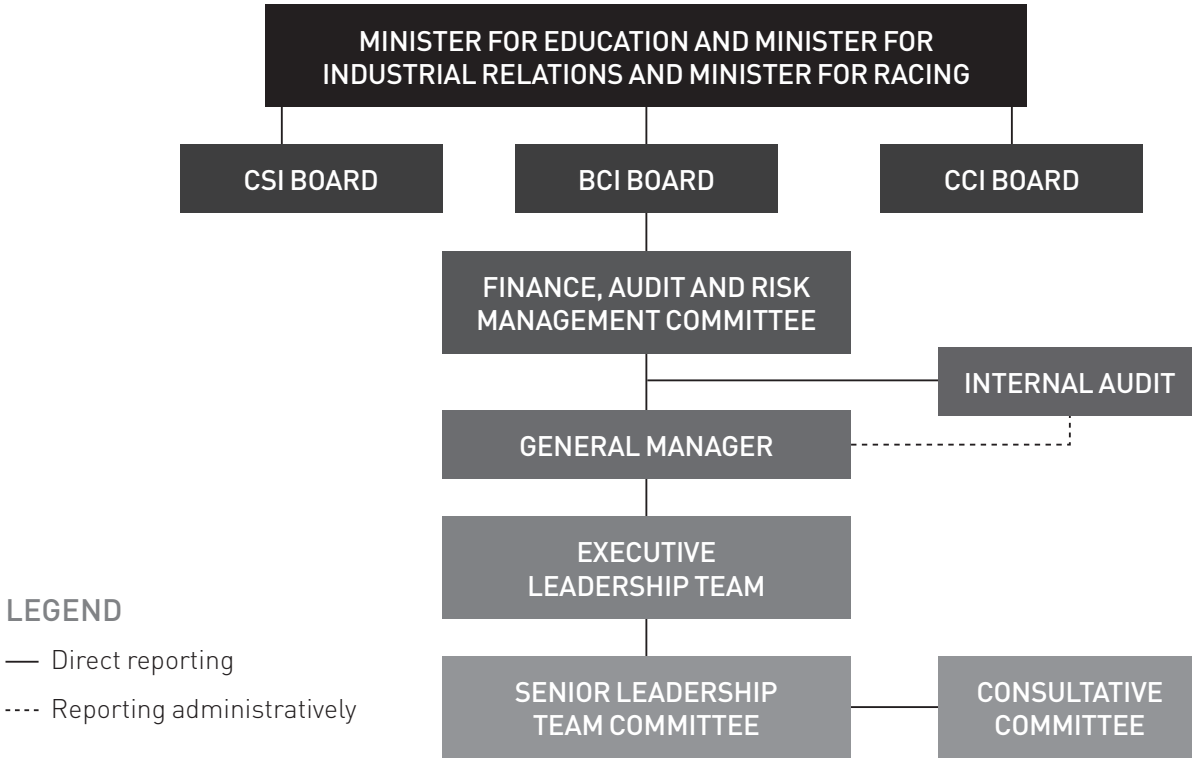 MINISTER FOR EDUCATION AND MINISTER FOR
INDUSTRIAL RELATIONS AND MINISTER FOR RACING
CSI BOARD
BCI BOARD
CCI BOARD
FINANCE, AUDIT AND RISK
MANAGEMENT COMMITTEE
INTERNAL AUDIT
GENERAL MANAGER
EXECUTIVE
LEADERSHIP TEAM
LEGEND
Direct reporting
Reporting administratively
SENIOR LEADERSHIP
TEAM COMMITTEE
CONSULTATIVE
COMMITTEE